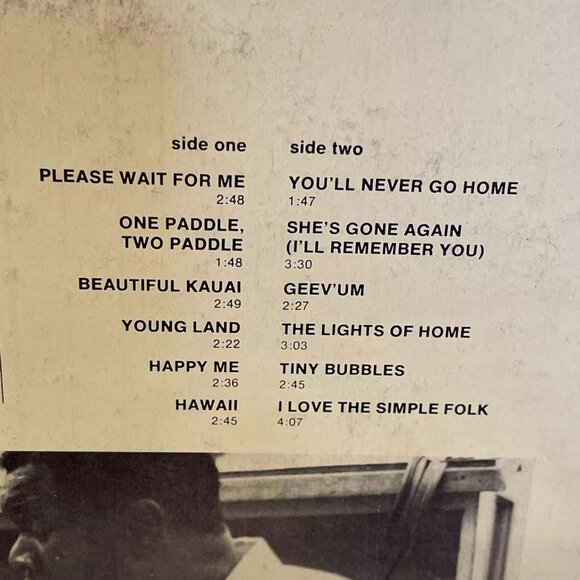 side one
PLEASE WAIT FOR ME
2:48
ONE PADDLE,
TWO PADDLE
1:48
BEAUTIFUL KAUAI
2:49
YOUNG LAND
2:22
HAPPY ME
2:36
HAWAII
2:45
side two
YOU'LL NEVER GO HOME
1:47
SHE'S GONE AGAIN
(I'LL REMEMBER YOU)
3:30
GEEV'UM
2:27
THE LIGHTS OF HOME
3:03
TINY BUBBLES
2:45
I LOVE THE SIMPLE FOLK
4:07